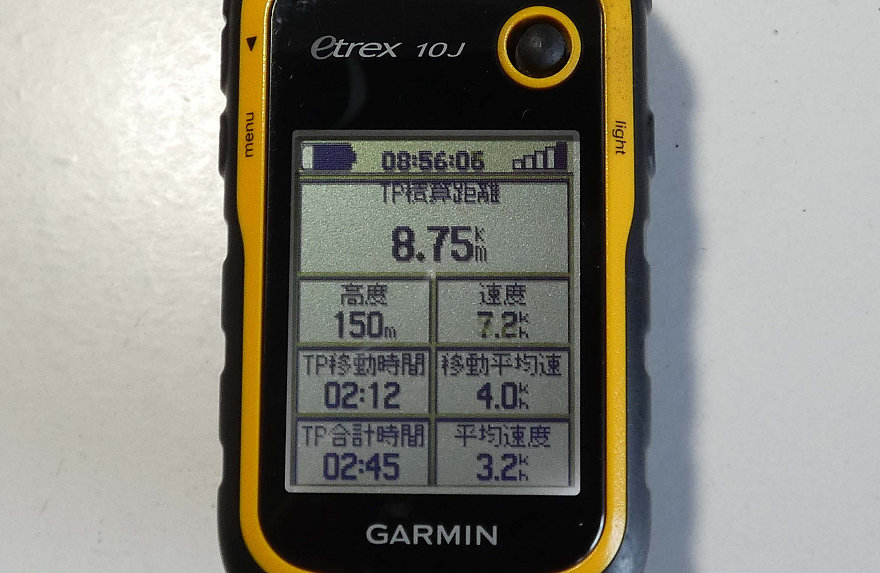 etrex 10J
menu
light
08:56:06
TP積算距離
8.75km
高度
150m
速度
7.2kh
TP移動時間
02:12
移動平均速
4.0kh
TP合計時間
02:45
平均速度
3.2kh
GARMIN